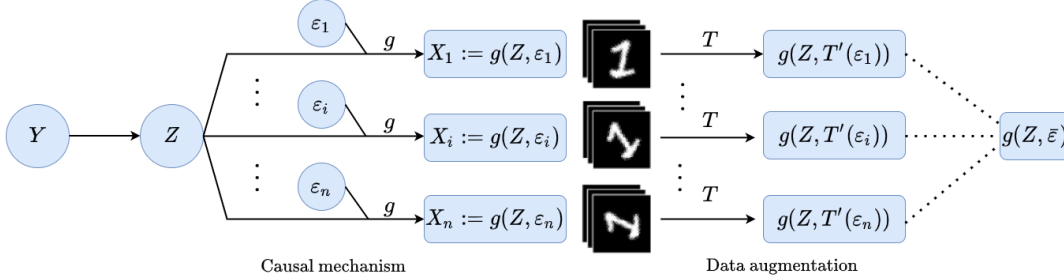 ε₁
g
X₁ := g(Z, ε₁)
T
g(Z, T′(ε₁))
⋮
⋮
Y
Z
εᵢ
g
Xᵢ := g(Z, εᵢ)
T
g(Z, T′(εᵢ))
g(Z, ε̄)
⋮
⋮
εₙ
g
Xₙ := g(Z, εₙ)
T
g(Z, T′(εₙ))
Causal mechanism
Data augmentation